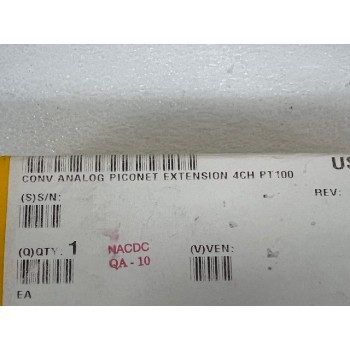 CONV ANALOG PICONET EXTENSION 4CH PT100
US
(S)S/N:
REV:
(Q)QTY: 1
NACDC
QA - 10
(V)VEN:
EA